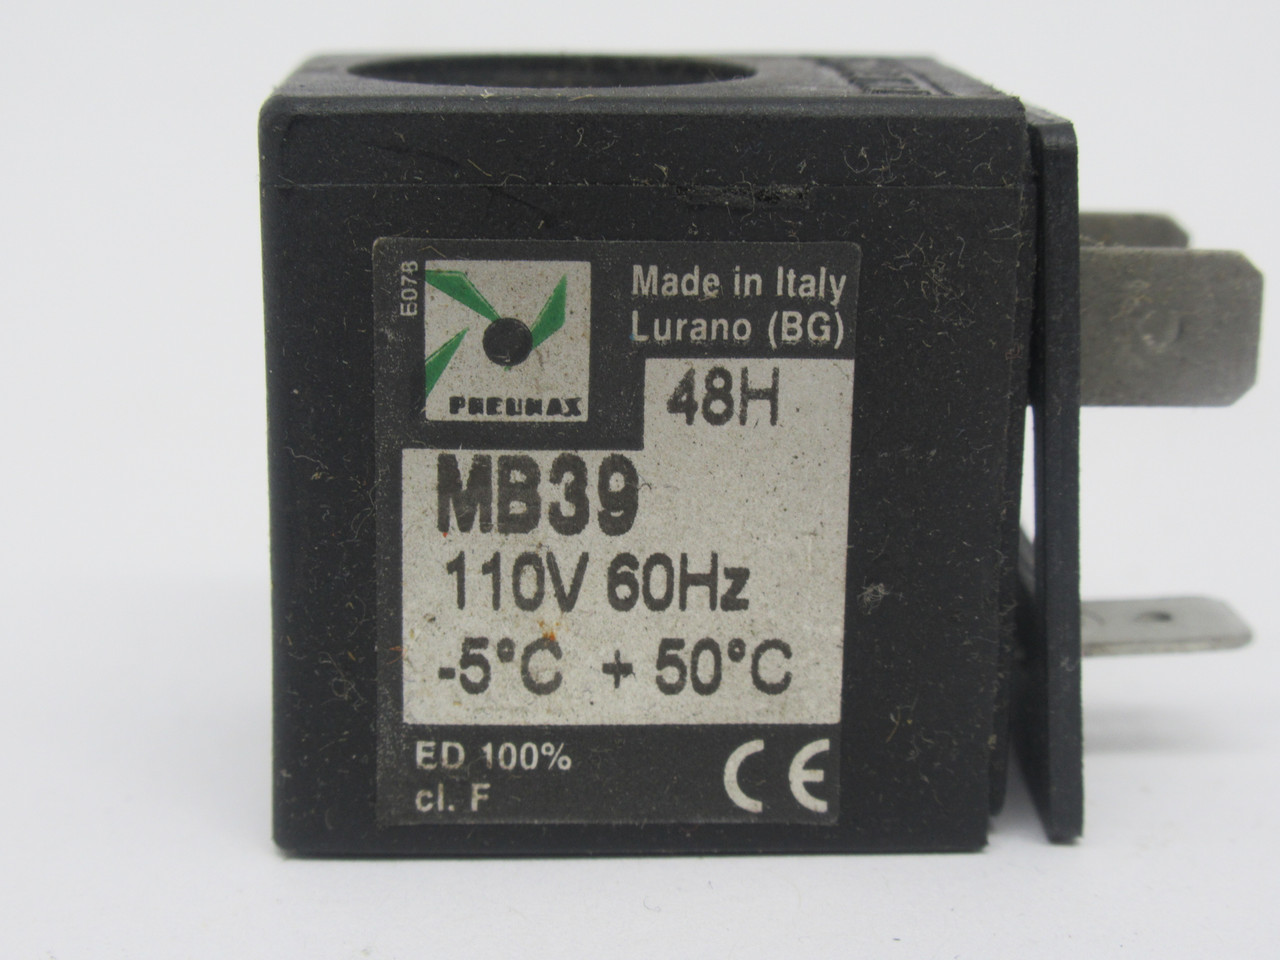 E078
PNEUMAX
Made in Italy
Lurano (BG)
48H
MB39
110V 60Hz
-5°C + 50°C
ED 100%
cl. F
CE